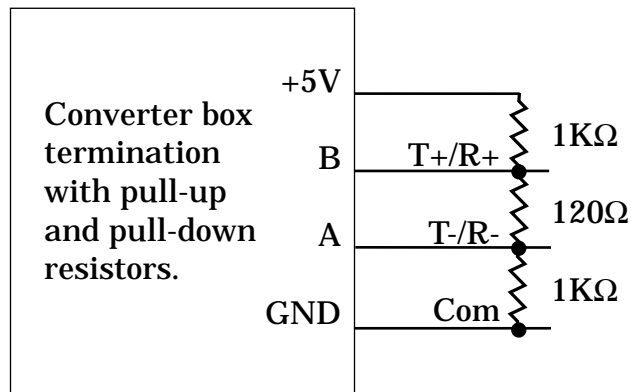 +5V
Converter box
termination
with pull-up
and pull-down
resistors.
B
A
GND
T+/R+
T-/R-
Com
1KΩ
120Ω
1KΩ